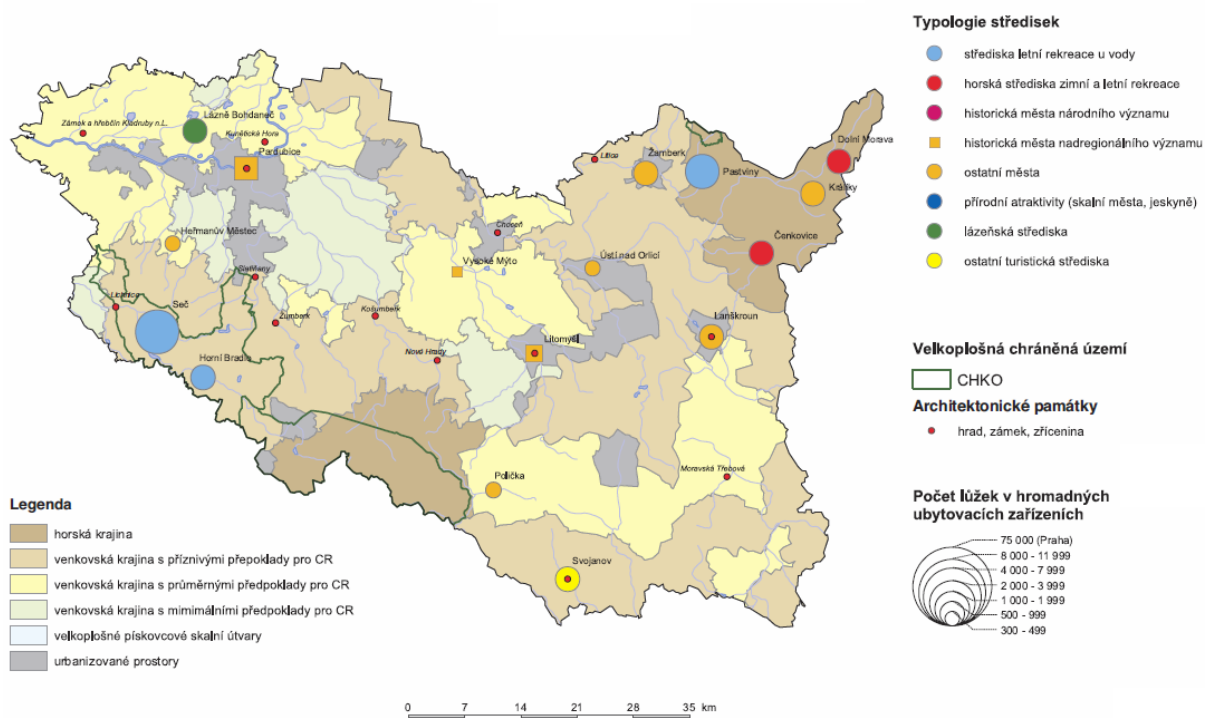 Typologie středisek
střediska letní rekreace u vody
horská střediska zimní a letní rekreace
historická města národního významu
historická města nadregionálního významu
ostatní města
přírodní atraktivity (skalní města, jeskyně)
lázeňská střediska
ostatní turistická střediska
Velkoplošná chráněná území
CHKO
Architektonické památky
hrad, zámek, zřícenina
Počet lůžek v hromadných
ubytovacích zařízeních
75 000 (Praha)
8 000 - 11 999
4 000 - 7 999
2 000 - 3 999
1 000 - 1 999
500 - 999
300 - 499
Lázně Bohdaneč
Zámek a hřebčín Kladruby n.L.
Kunětická Hora
Pardubice
Heřmanův Městec
Slatiňany
Lichnice
Seč
Žumberk
Košumberk
Horní Bradlo
Nové Hrady
Choceň
Vysoké Mýto
Litomyšl
Litice
Žamberk
Pastviny
Dolní Morava
Králíky
Čenkovice
Ústí nad Orlicí
Lanškroun
Moravská Třebová
Polička
Svojanov
Legenda
horská krajina
venkovská krajina s příznivými přepoklady pro CR
venkovská krajina s průměrnými předpoklady pro CR
venkovská krajina s mimimálními předpoklady pro CR
velkoplošné pískovcové skalní útvary
urbanizované prostory
0 7 14 21 28 35 km